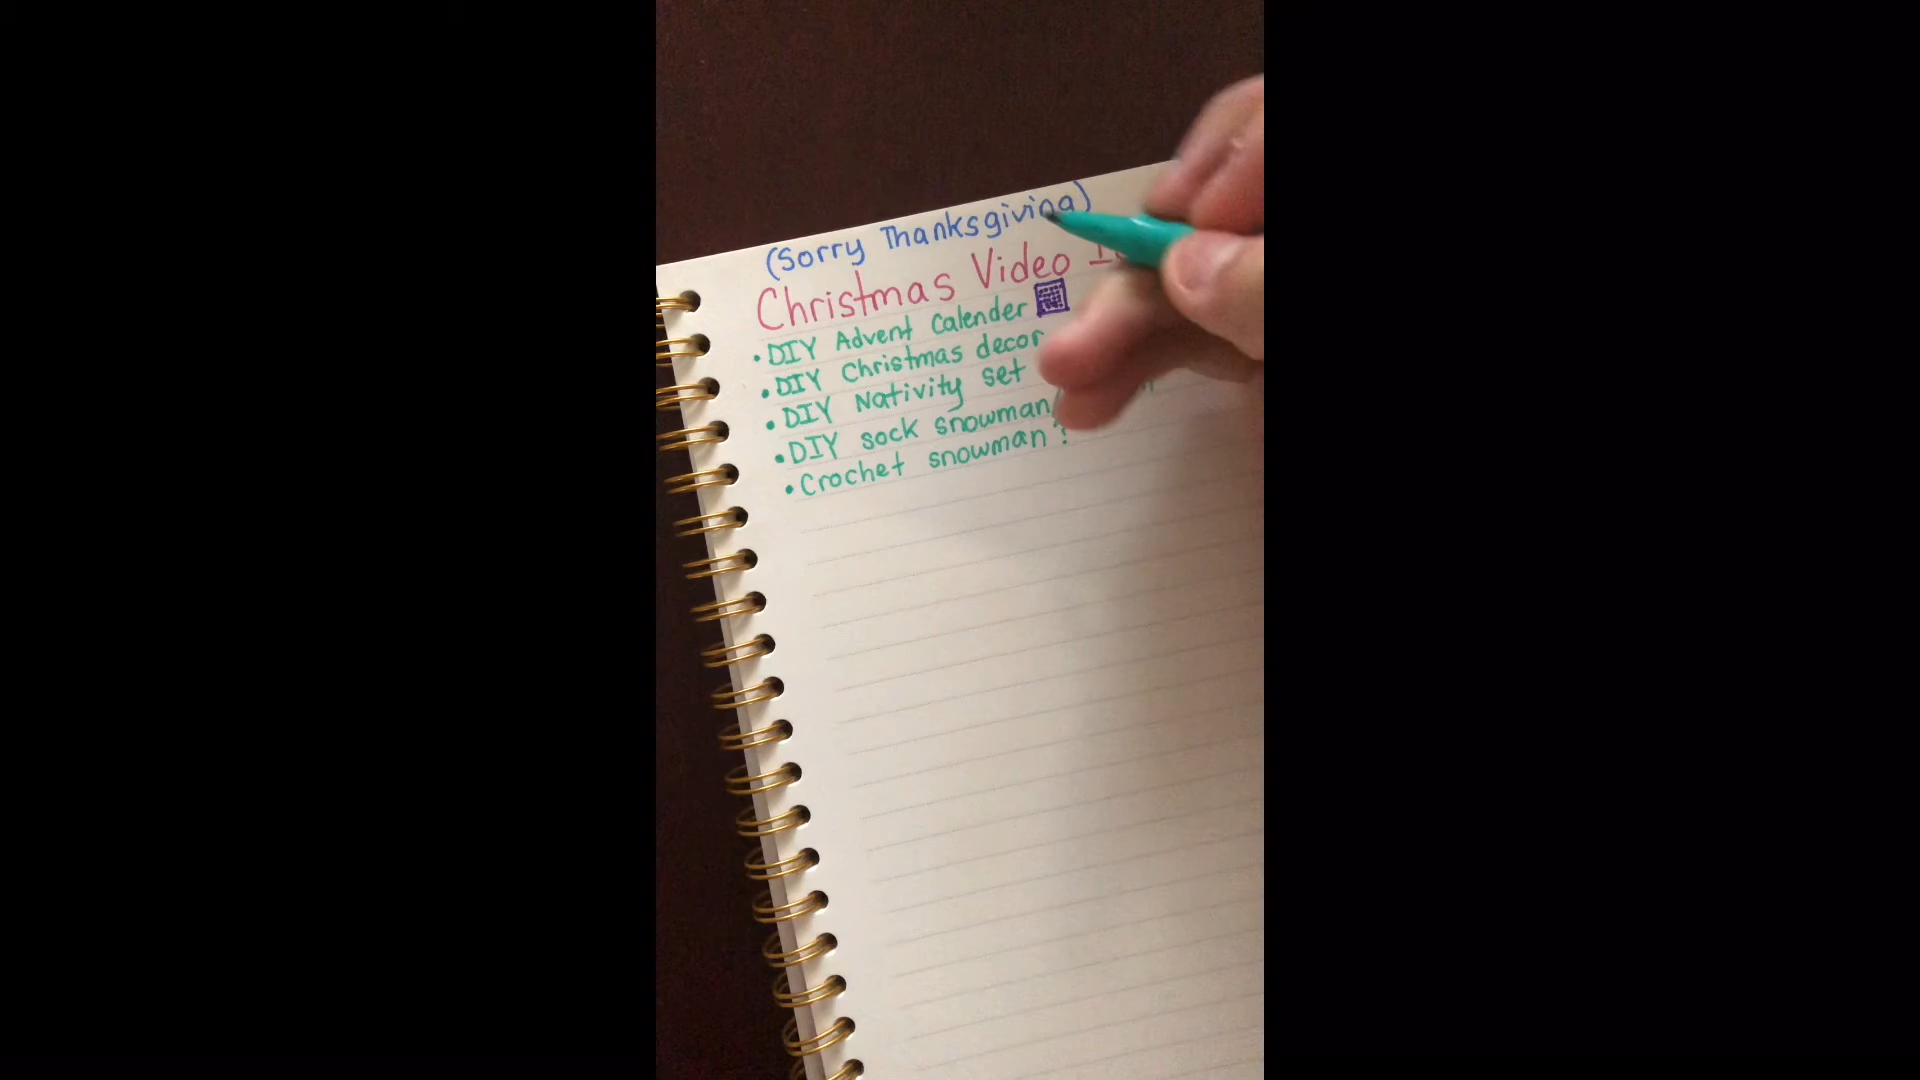 (Sorry Thanksgiving)
Christmas Video
• DIY Advent Calender
• DIY Christmas decor
• DIY Nativity set
• DIY sock snowman
• Crochet snowman?